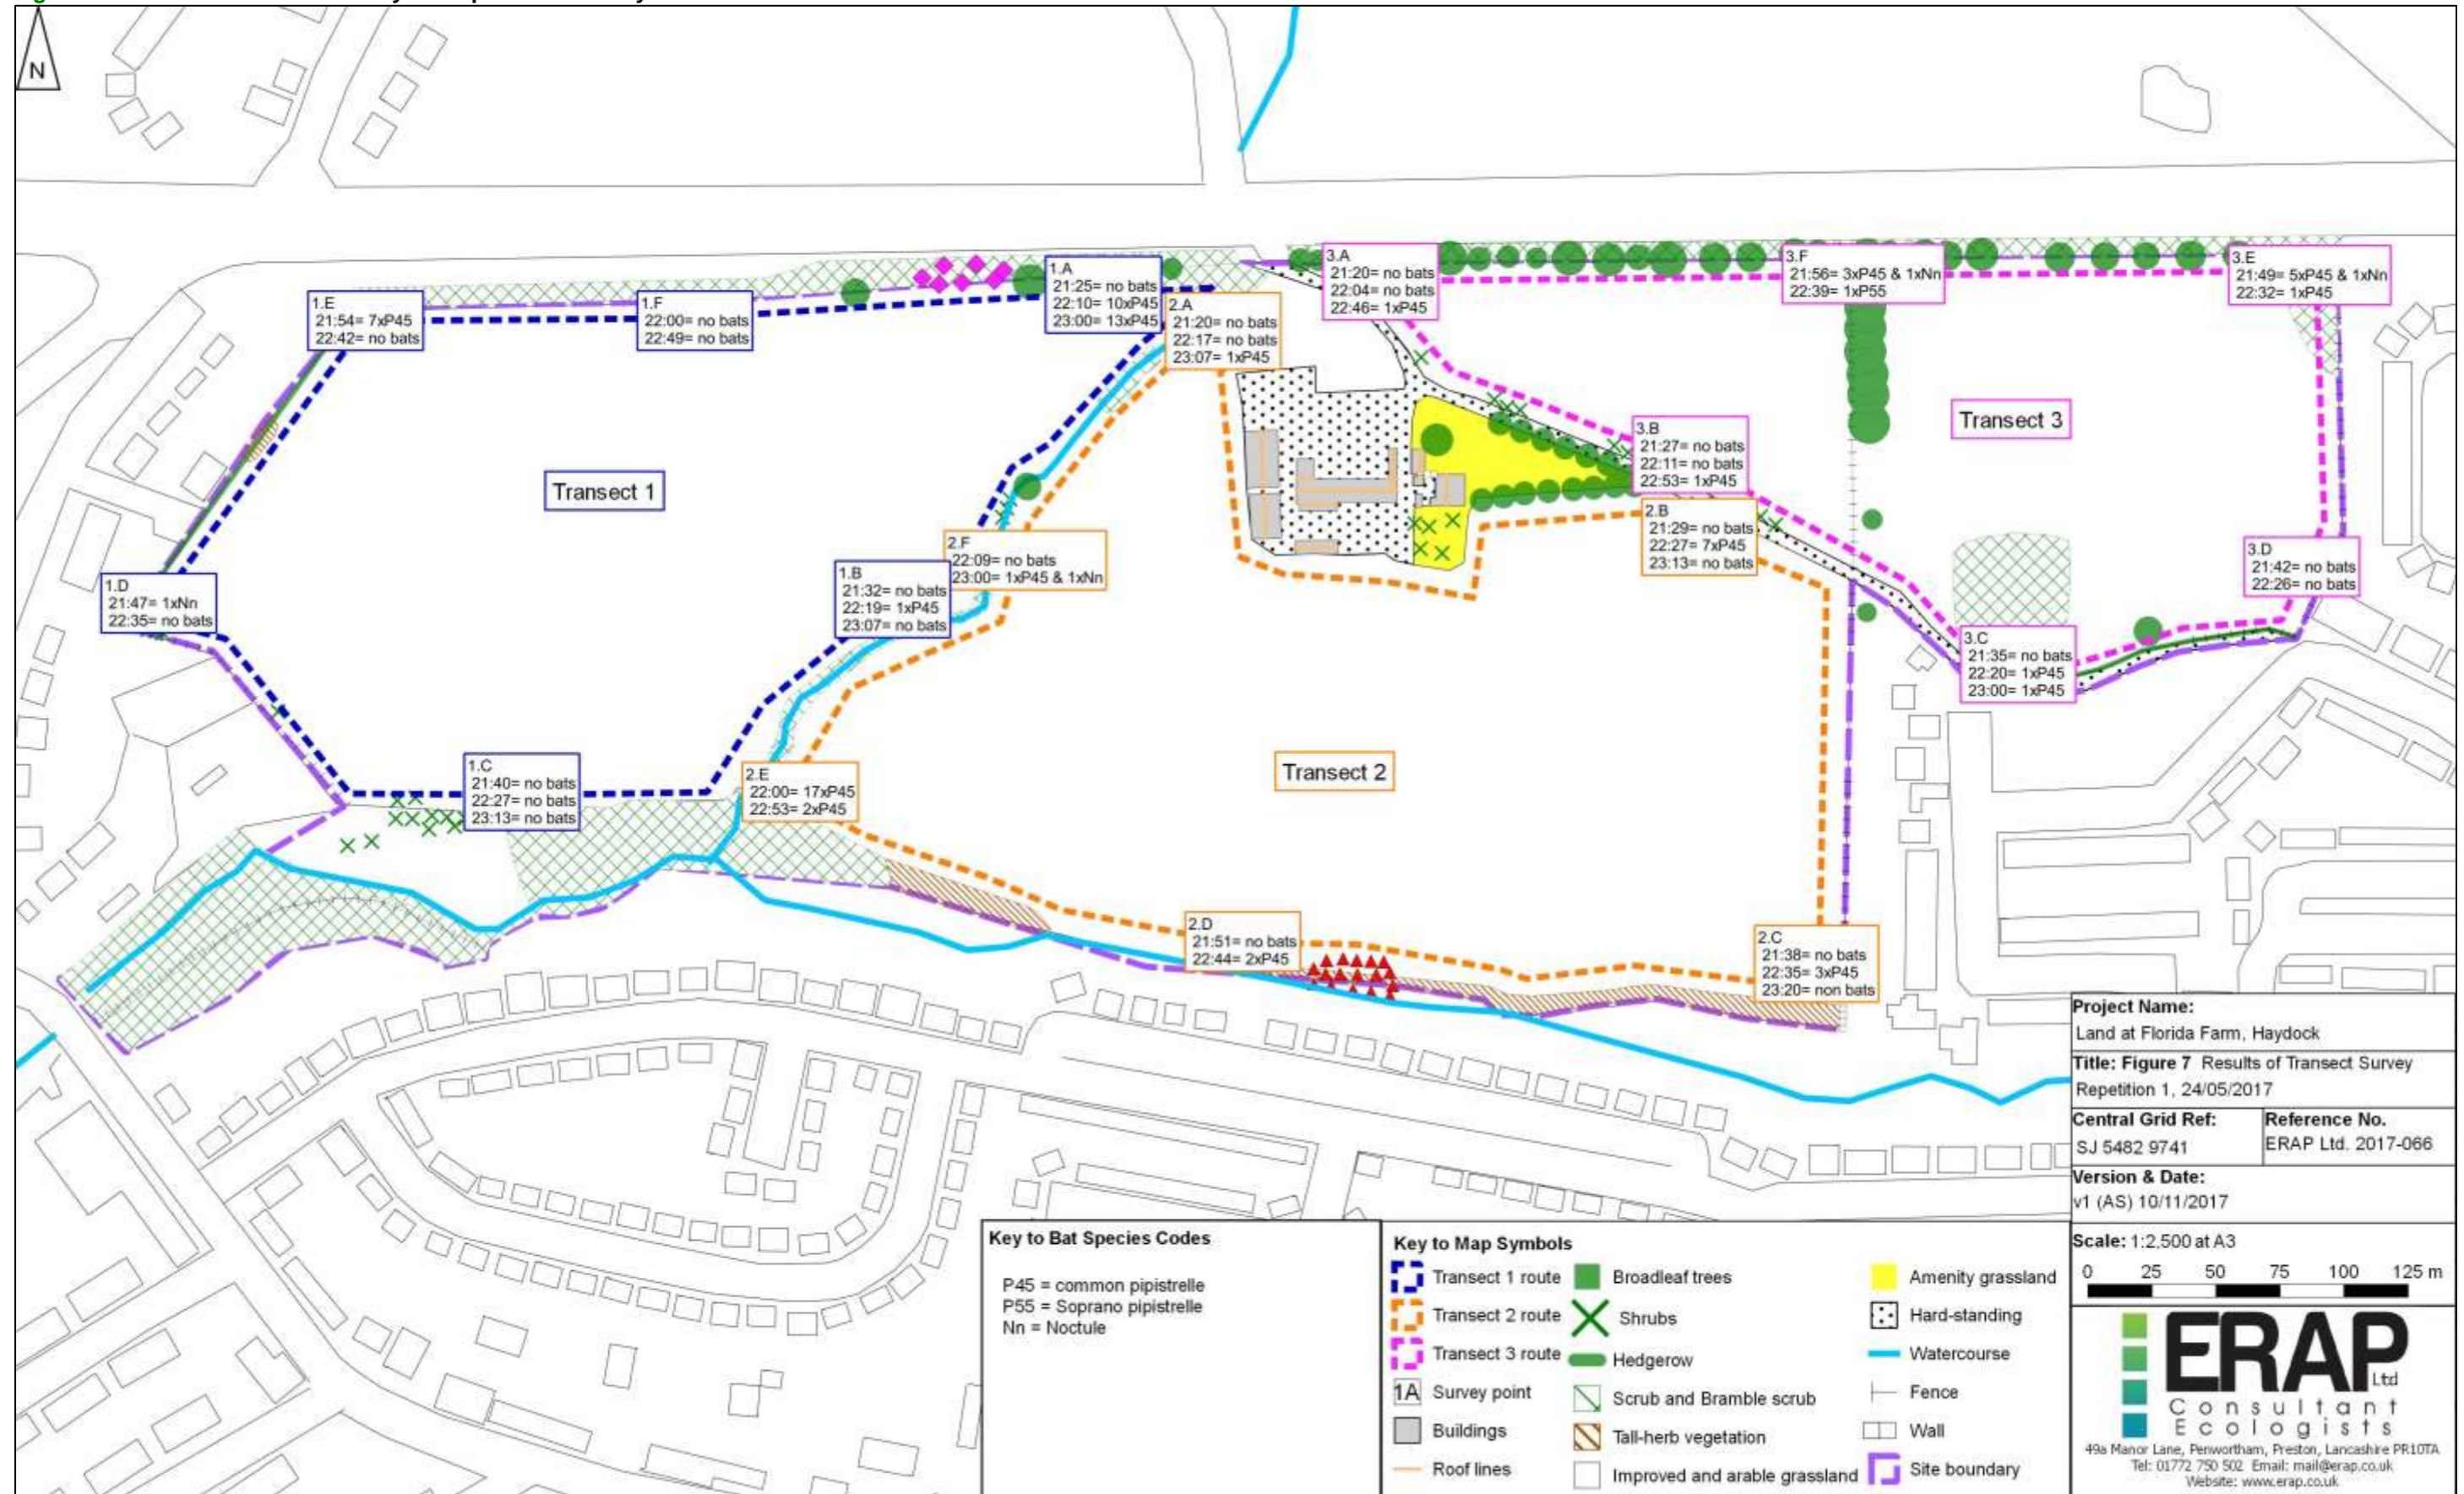 N
1.A
21:25= no bats
22:10= 10xP45
23:00= 13xP45
2.A
21:20= no bats
22:17= no bats
23:07= 1xP45
3.A
21:20= no bats
22:04= no bats
22:46= 1xP45
3.F
21:56= 3xP45 & 1xNn
22:39= 1xP55
3.E
21:49= 5xP45 & 1xNn
22:32= 1xP45
1.E
21:54= 7xP45
22:42= no bats
1.F
22:00= no bats
22:49= no bats
Transect 1
Transect 3
3.B
21:27= no bats
22:11= no bats
22:53= 1xP45
2.B
21:29= no bats
22:27= 7xP45
23:13= no bats
2.F
22:09= no bats
23:00= 1xP45 & 1xNn
1.B
21:32= no bats
22:19= 1xP45
23:07= no bats
1.D
21:47= 1xNn
22:35= no bats
3.D
21:42= no bats
22:26= no bats
3.C
21:35= no bats
22:20= 1xP45
23:00= 1xP45
1.C
21:40= no bats
22:27= no bats
23:13= no bats
2.E
22:00= 17xP45
22:53= 2xP45
Transect 2
2.D
21:51= no bats
22:44= 2xP45
2.C
21:38= no bats
22:35= 3xP45
23:20= non bats
Project Name:
Land at Florida Farm, Haydock
Title: Figure 7 Results of Transect Survey
Repetition 1, 24/05/2017
Central Grid Ref:
SJ 5482 9741
Reference No.
ERAP Ltd. 2017-066
Version & Date:
v1 (AS) 10/11/2017
Scale: 1:2,500 at A3
0 25 50 75 100 125 m
Key to Bat Species Codes
P45 = common pipistrelle
P55 = Soprano pipistrelle
Nn = Noctule
Key to Map Symbols
Transect 1 route
Transect 2 route
Transect 3 route
1A Survey point
Buildings
Roof lines
Broadleaf trees
Shrubs
Hedgerow
Scrub and Bramble scrub
Tall-herb vegetation
Improved and arable grassland
Amenity grassland
Hard-standing
Watercourse
Fence
Wall
Site boundary
ERAP Ltd
Consultant
Ecologists
49a Manor Lane, Penwortham, Preston, Lancashire PR10TA
Tel: 01772 750 502 Email: mail@erap.co.uk
Website: www.erap.co.uk